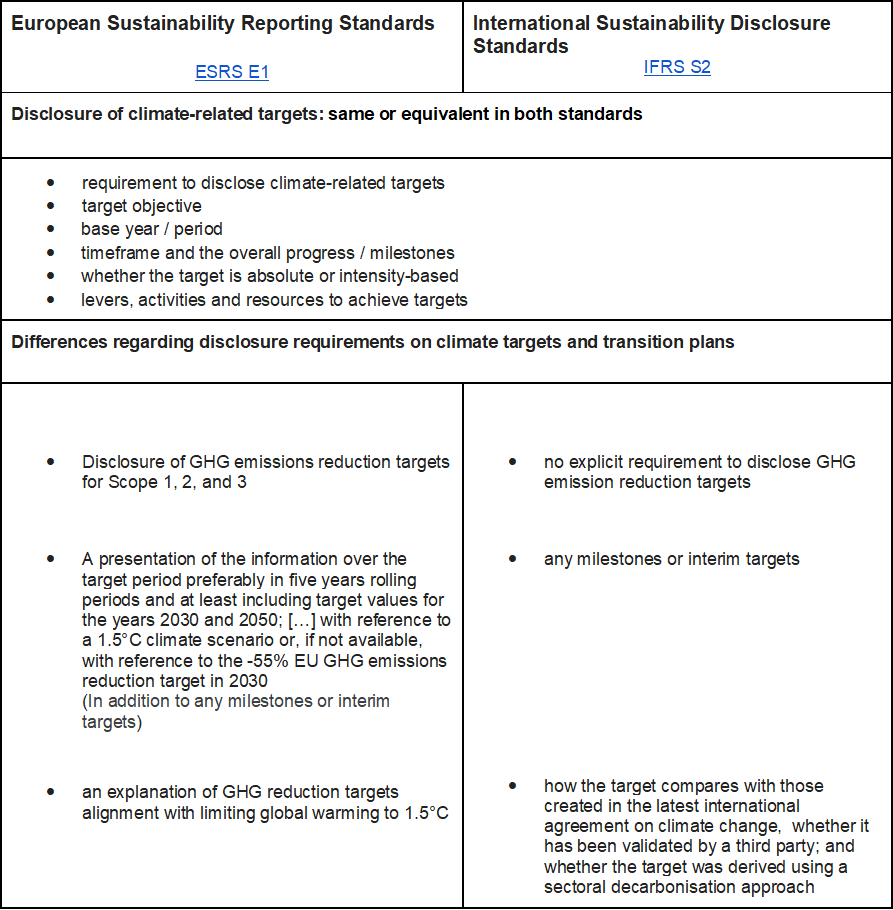 European Sustainability Reporting Standards
ESRS E1
International Sustainability Disclosure
Standards
IFRS S2
Disclosure of climate-related targets: same or equivalent in both standards
• requirement to disclose climate-related targets
• target objective
• base year / period
• timeframe and the overall progress / milestones
• whether the target is absolute or intensity-based
• levers, activities and resources to achieve targets
Differences regarding disclosure requirements on climate targets and transition plans
• Disclosure of GHG emissions reduction targets
for Scope 1, 2, and 3
• no explicit requirement to disclose GHG
emission reduction targets
• A presentation of the information over the
target period preferably in five years rolling
periods and at least including target values for
the years 2030 and 2050; […] with reference to
a 1.5°C climate scenario or, if not available,
with reference to the -55% EU GHG emissions
reduction target in 2030
(In addition to any milestones or interim
targets)
• any milestones or interim targets
• an explanation of GHG reduction targets
alignment with limiting global warming to 1.5°C
• how the target compares with those
created in the latest international
agreement on climate change,  whether it
has been validated by a third party; and
whether the target was derived using a
sectoral decarbonisation approach